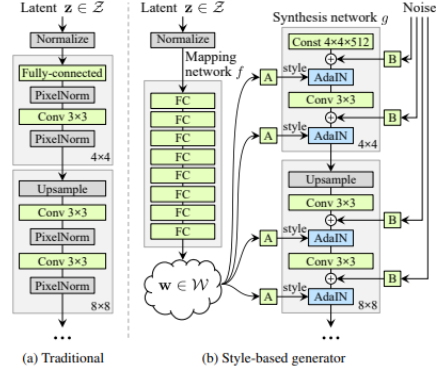 Latent z ∈ Z
Normalize
Fully-connected
PixelNorm
Conv 3×3
PixelNorm
4×4
Upsample
Conv 3×3
PixelNorm
Conv 3×3
PixelNorm
8×8
...
(a) Traditional
Latent z ∈ Z
Normalize
Mapping
network f
FC
FC
FC
FC
FC
FC
FC
FC
w ∈ W
A
style
A
style
A
style
A
style
Synthesis network g
Noise
Const 4×4×512
B
AdaIN
Conv 3×3
B
AdaIN
4×4
Upsample
B
AdaIN
Conv 3×3
B
AdaIN
8×8
Conv 3×3
...
(b) Style-based generator